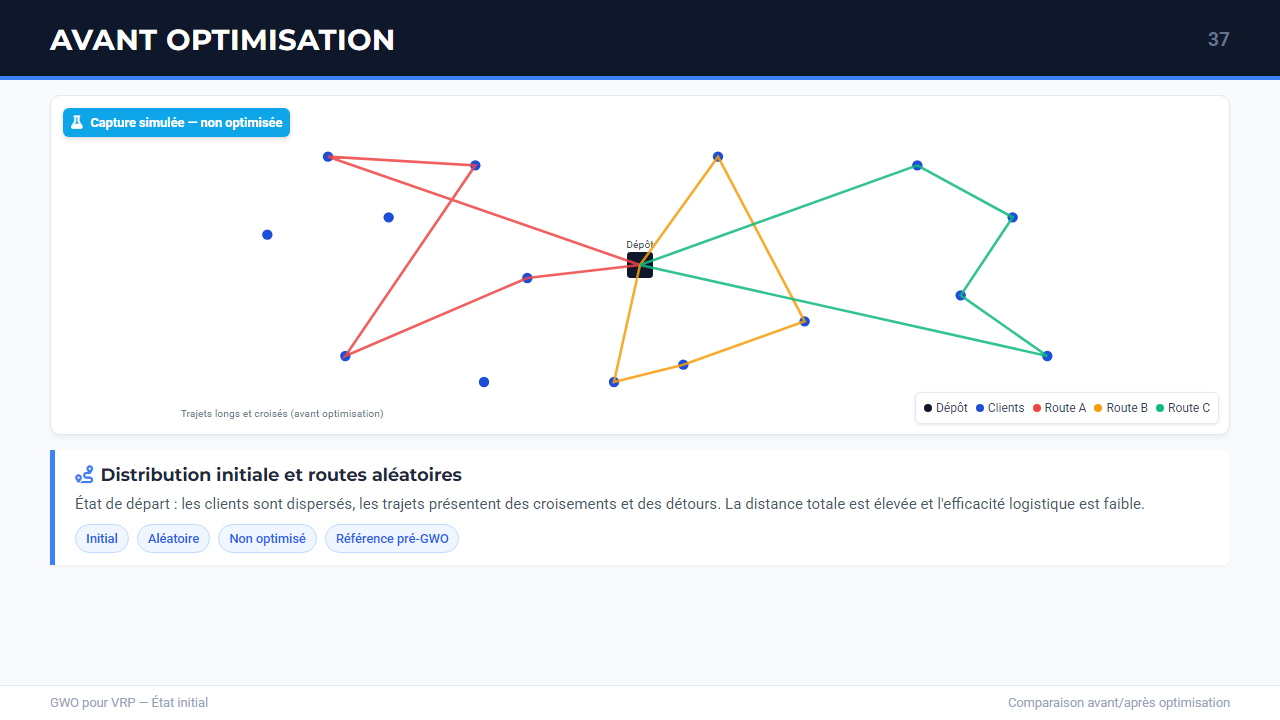 AVANT OPTIMISATION
37
Capture simulée — non optimisée
Dépôt
Trajets longs et croisés (avant optimisation)
Dépôt Clients Route A Route B Route C
Distribution initiale et routes aléatoires
État de départ : les clients sont dispersés, les trajets présentent des croisements et des détours. La distance totale est élevée et l'efficacité logistique est faible.
Initial Aléatoire Non optimisé Référence pré-GWO
GWO pour VRP — État initial
Comparaison avant/après optimisation